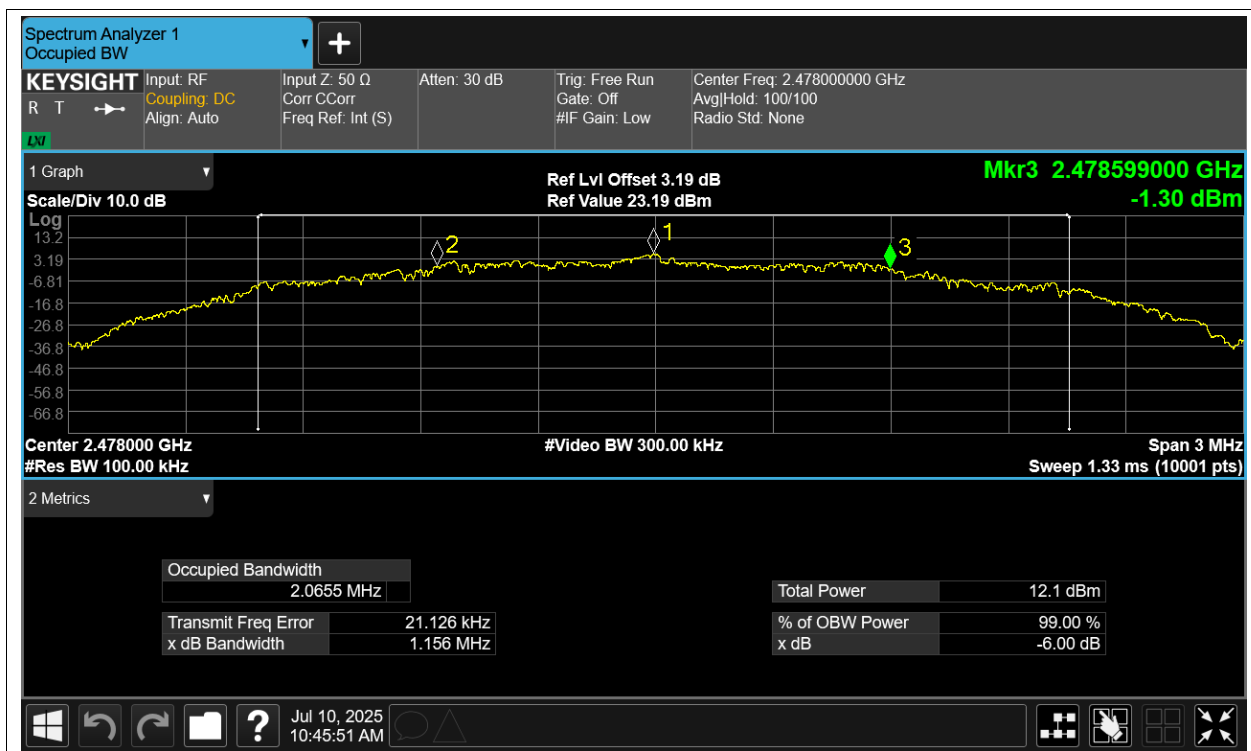 Spectrum Analyzer 1
Occupied BW
KEYSIGHT
R T
LXI
Input: RF
Coupling: DC
Align: Auto
Input Z: 50 Ω
Corr CCorr
Freq Ref: Int (S)
Atten: 30 dB
Trig: Free Run
Gate: Off
#IF Gain: Low
Center Freq: 2.478000000 GHz
Avg|Hold: 100/100
Radio Std: None
1 Graph
Scale/Div 10.0 dB
Ref Lvl Offset 3.19 dB
Ref Value 23.19 dBm
Mkr3 2.478599000 GHz
-1.30 dBm
Log
13.2
3.19
-6.81
-16.8
-26.8
-36.8
-46.8
-56.8
-66.8
2
1
3
Center 2.478000 GHz
#Res BW 100.00 kHz
#Video BW 300.00 kHz
Span 3 MHz
Sweep 1.33 ms (10001 pts)
2 Metrics
Occupied Bandwidth
2.0655 MHz
Transmit Freq Error 21.126 kHz
x dB Bandwidth 1.156 MHz
Total Power 12.1 dBm
% of OBW Power 99.00 %
x dB -6.00 dB
?
Jul 10, 2025
10:45:51 AM